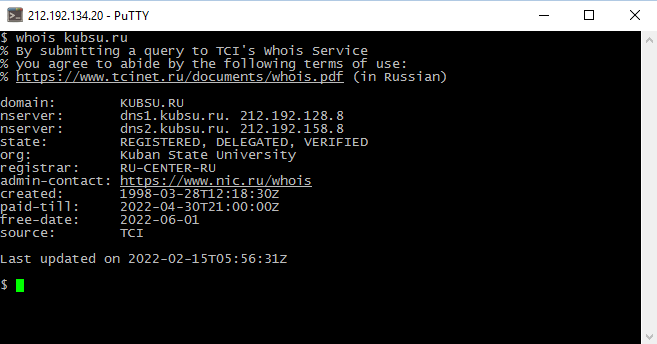 212.192.134.20 - PuTTY
$ whois kubsu.ru
% By submitting a query to TCI's Whois Service
% you agree to abide by the following terms of use:
% https://www.tcinet.ru/documents/whois.pdf (in Russian)
domain:        KUBSU.RU
nserver:       dns1.kubsu.ru. 212.192.128.8
nserver:       dns2.kubsu.ru. 212.192.158.8
state:         REGISTERED, DELEGATED, VERIFIED
org:           Kuban State University
registrar:     RU-CENTER-RU
admin-contact: https://www.nic.ru/whois
created:       1998-03-28T12:18:30Z
paid-till:     2022-04-30T21:00:00Z
free-date:     2022-06-01
source:        TCI
Last updated on 2022-02-15T05:56:31Z
$